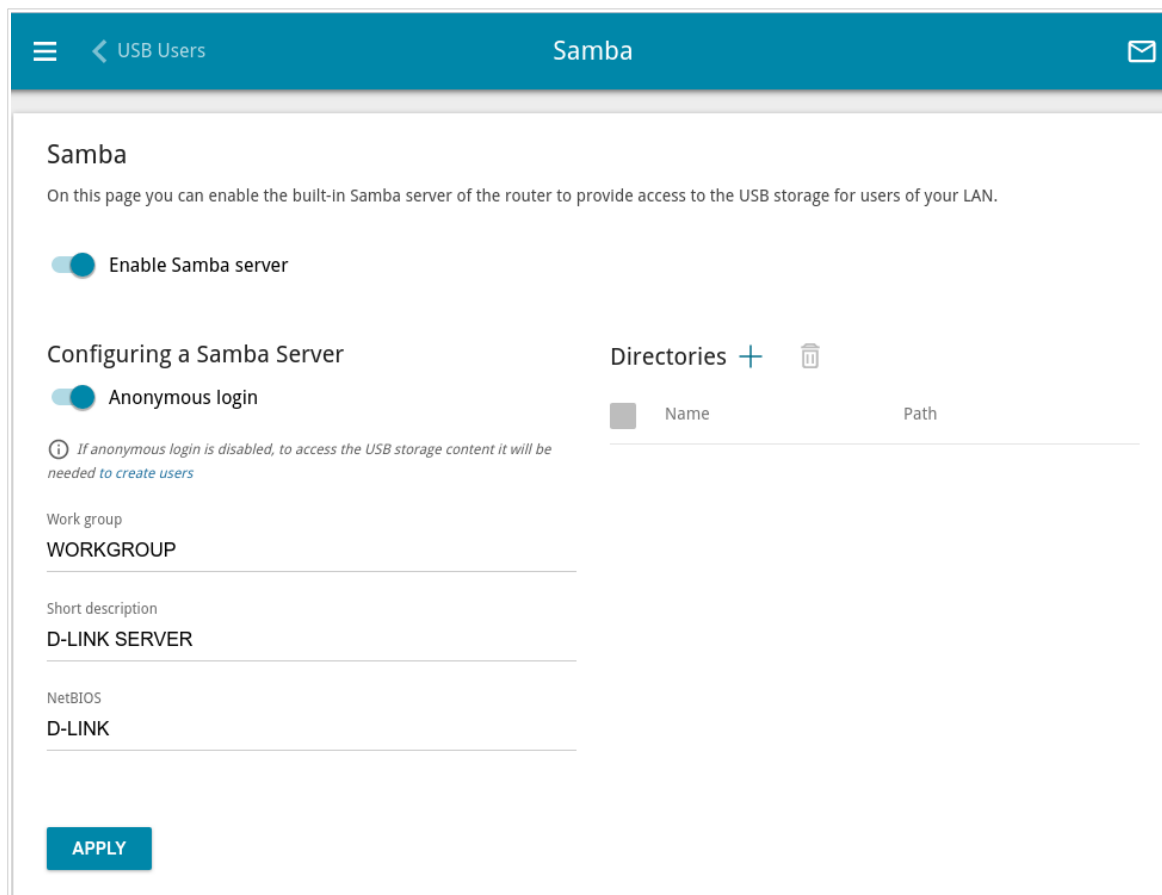 USB Users
Samba
Samba
On this page you can enable the built-in Samba server of the router to provide access to the USB storage for users of your LAN.
Enable Samba server
Configuring a Samba Server
Anonymous login
If anonymous login is disabled, to access the USB storage content it will be
needed to create users
Work group
WORKGROUP
Short description
D-LINK SERVER
NetBIOS
D-LINK
APPLY
Directories
Name Path